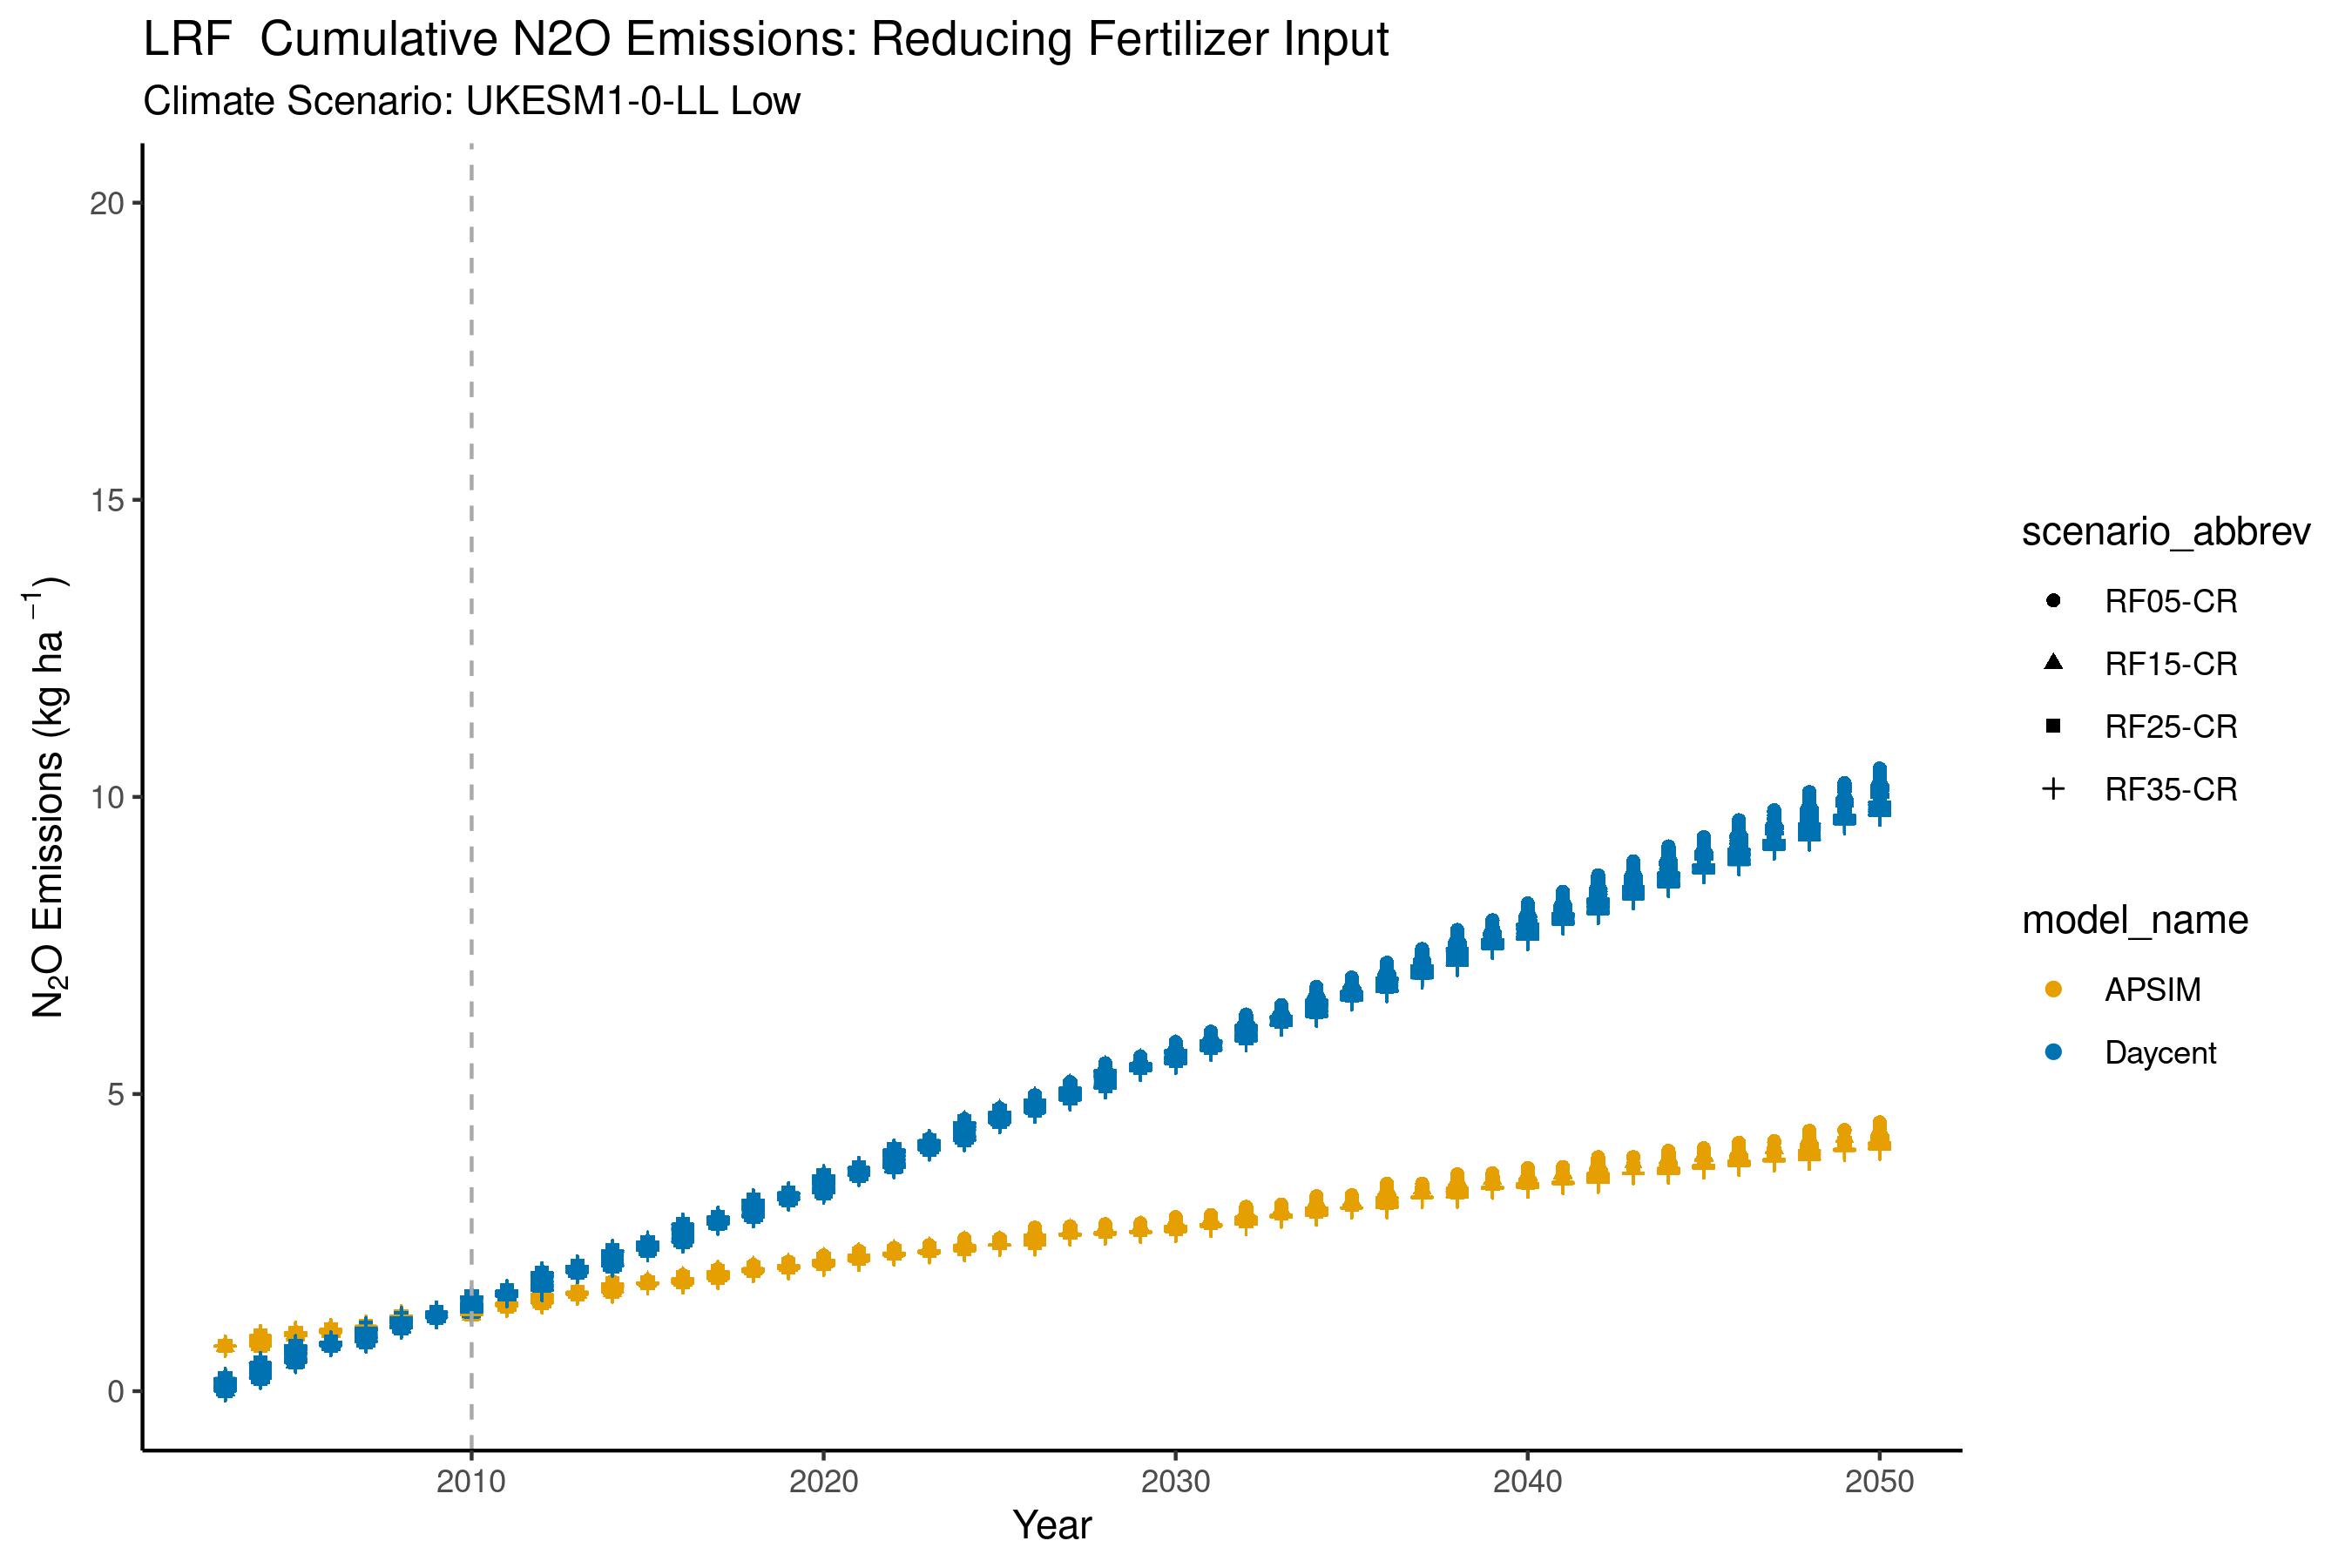 LRF  Cumulative N2O Emissions: Reducing Fertilizer Input
Climate Scenario: UKESM1-0-LL Low
N₂O Emissions (kg ha⁻¹)
20
15
10
5
0
2010 2020 2030 2040 2050
Year
scenario_abbrev
RF05-CR
RF15-CR
RF25-CR
RF35-CR
model_name
APSIM
Daycent